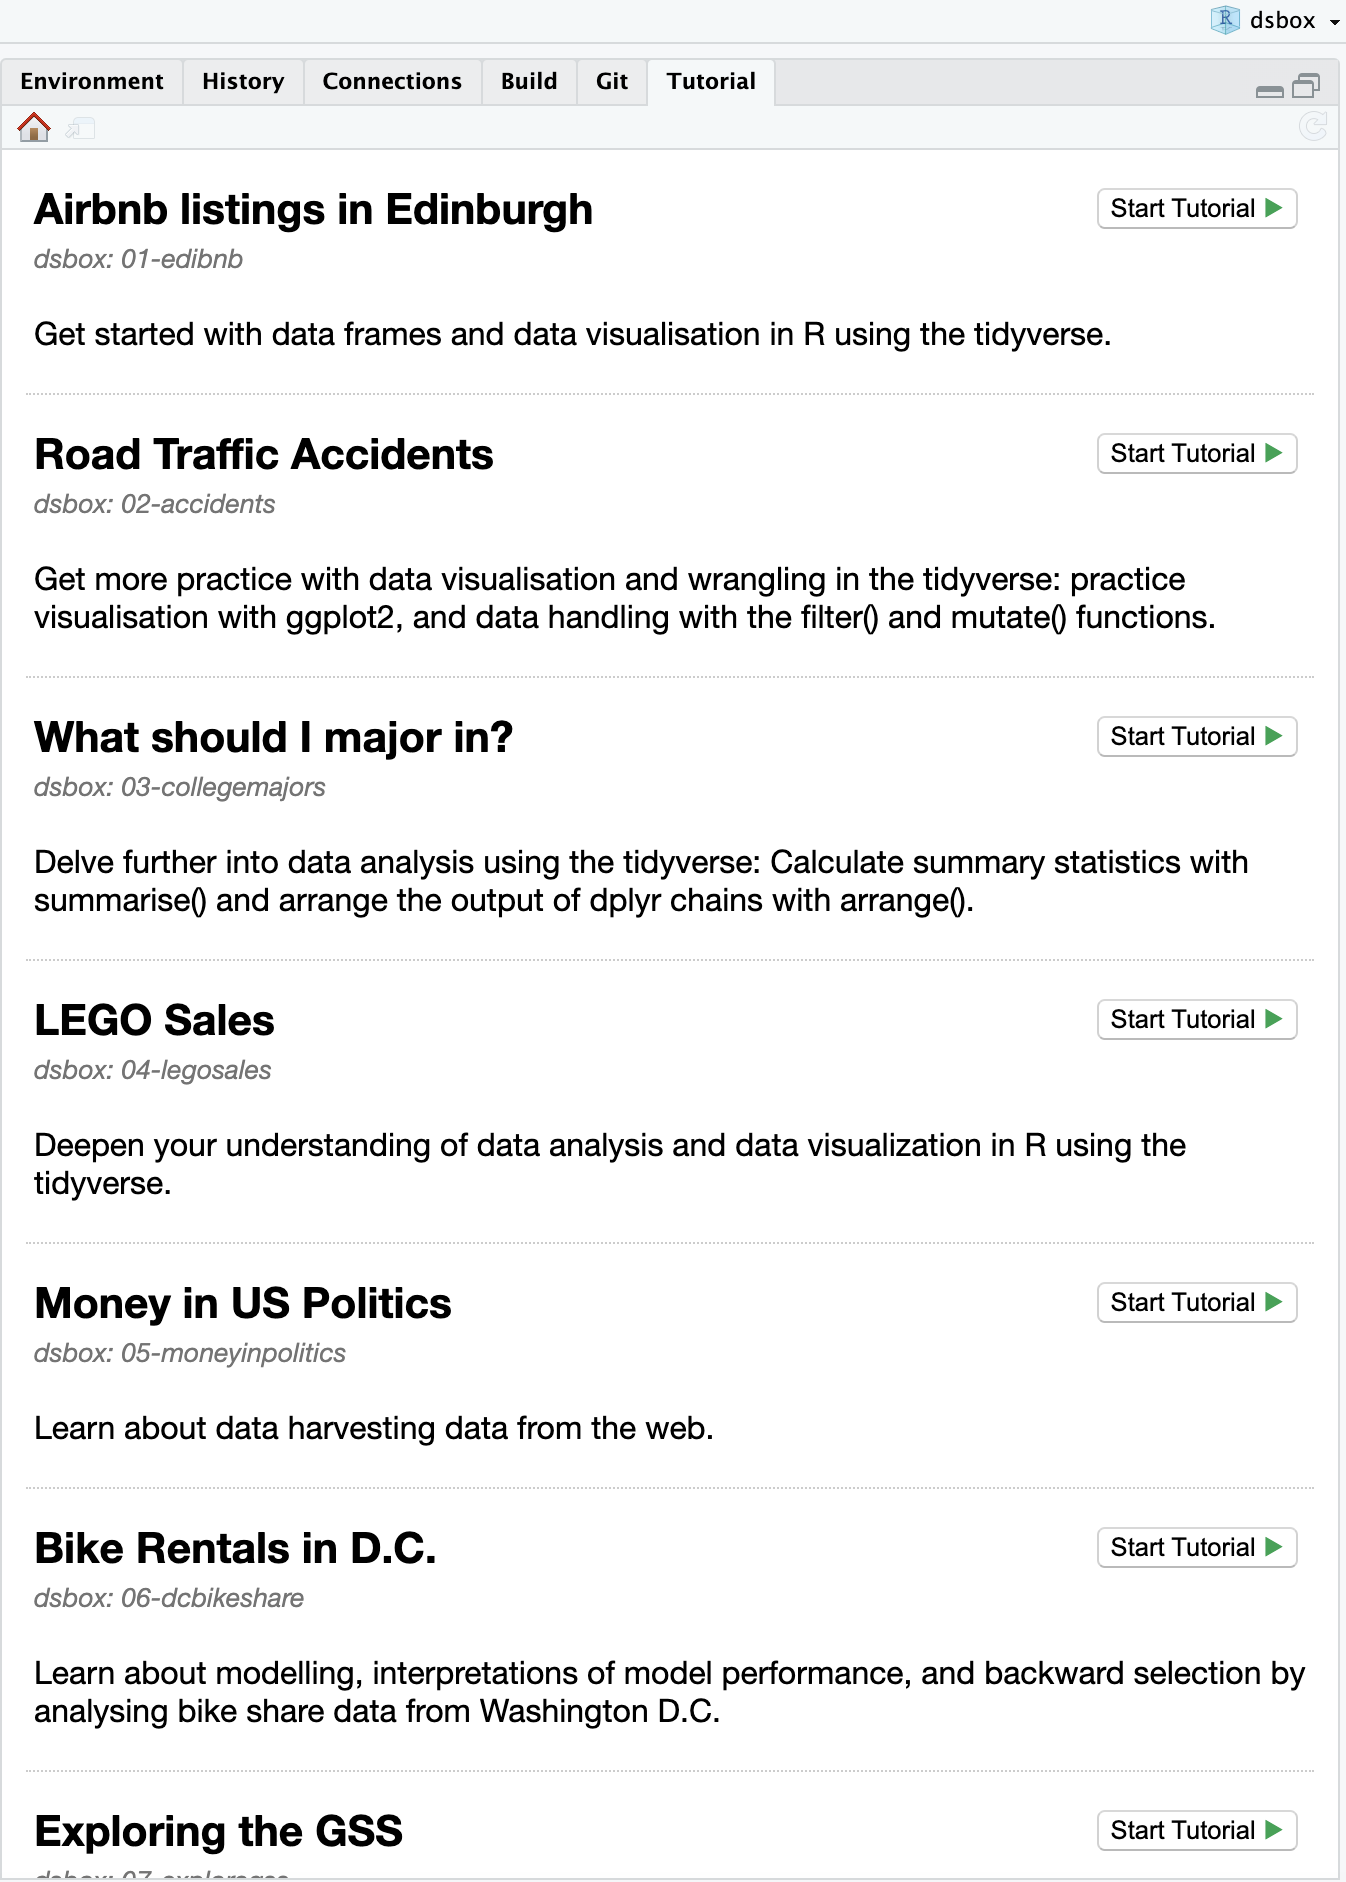 dsbox
Environment History Connections Build Git Tutorial
Airbnb listings in Edinburgh Start Tutorial
dsbox: 01-edibnb
Get started with data frames and data visualisation in R using the tidyverse.
Road Traffic Accidents Start Tutorial
dsbox: 02-accidents
Get more practice with data visualisation and wrangling in the tidyverse: practice
visualisation with ggplot2, and data handling with the filter() and mutate() functions.
What should I major in? Start Tutorial
dsbox: 03-collegemajors
Delve further into data analysis using the tidyverse: Calculate summary statistics with
summarise() and arrange the output of dplyr chains with arrange().
LEGO Sales Start Tutorial
dsbox: 04-legosales
Deepen your understanding of data analysis and data visualization in R using the
tidyverse.
Money in US Politics Start Tutorial
dsbox: 05-moneyinpolitics
Learn about data harvesting data from the web.
Bike Rentals in D.C. Start Tutorial
dsbox: 06-dcbikeshare
Learn about modelling, interpretations of model performance, and backward selection by
analysing bike share data from Washington D.C.
Exploring the GSS Start Tutorial